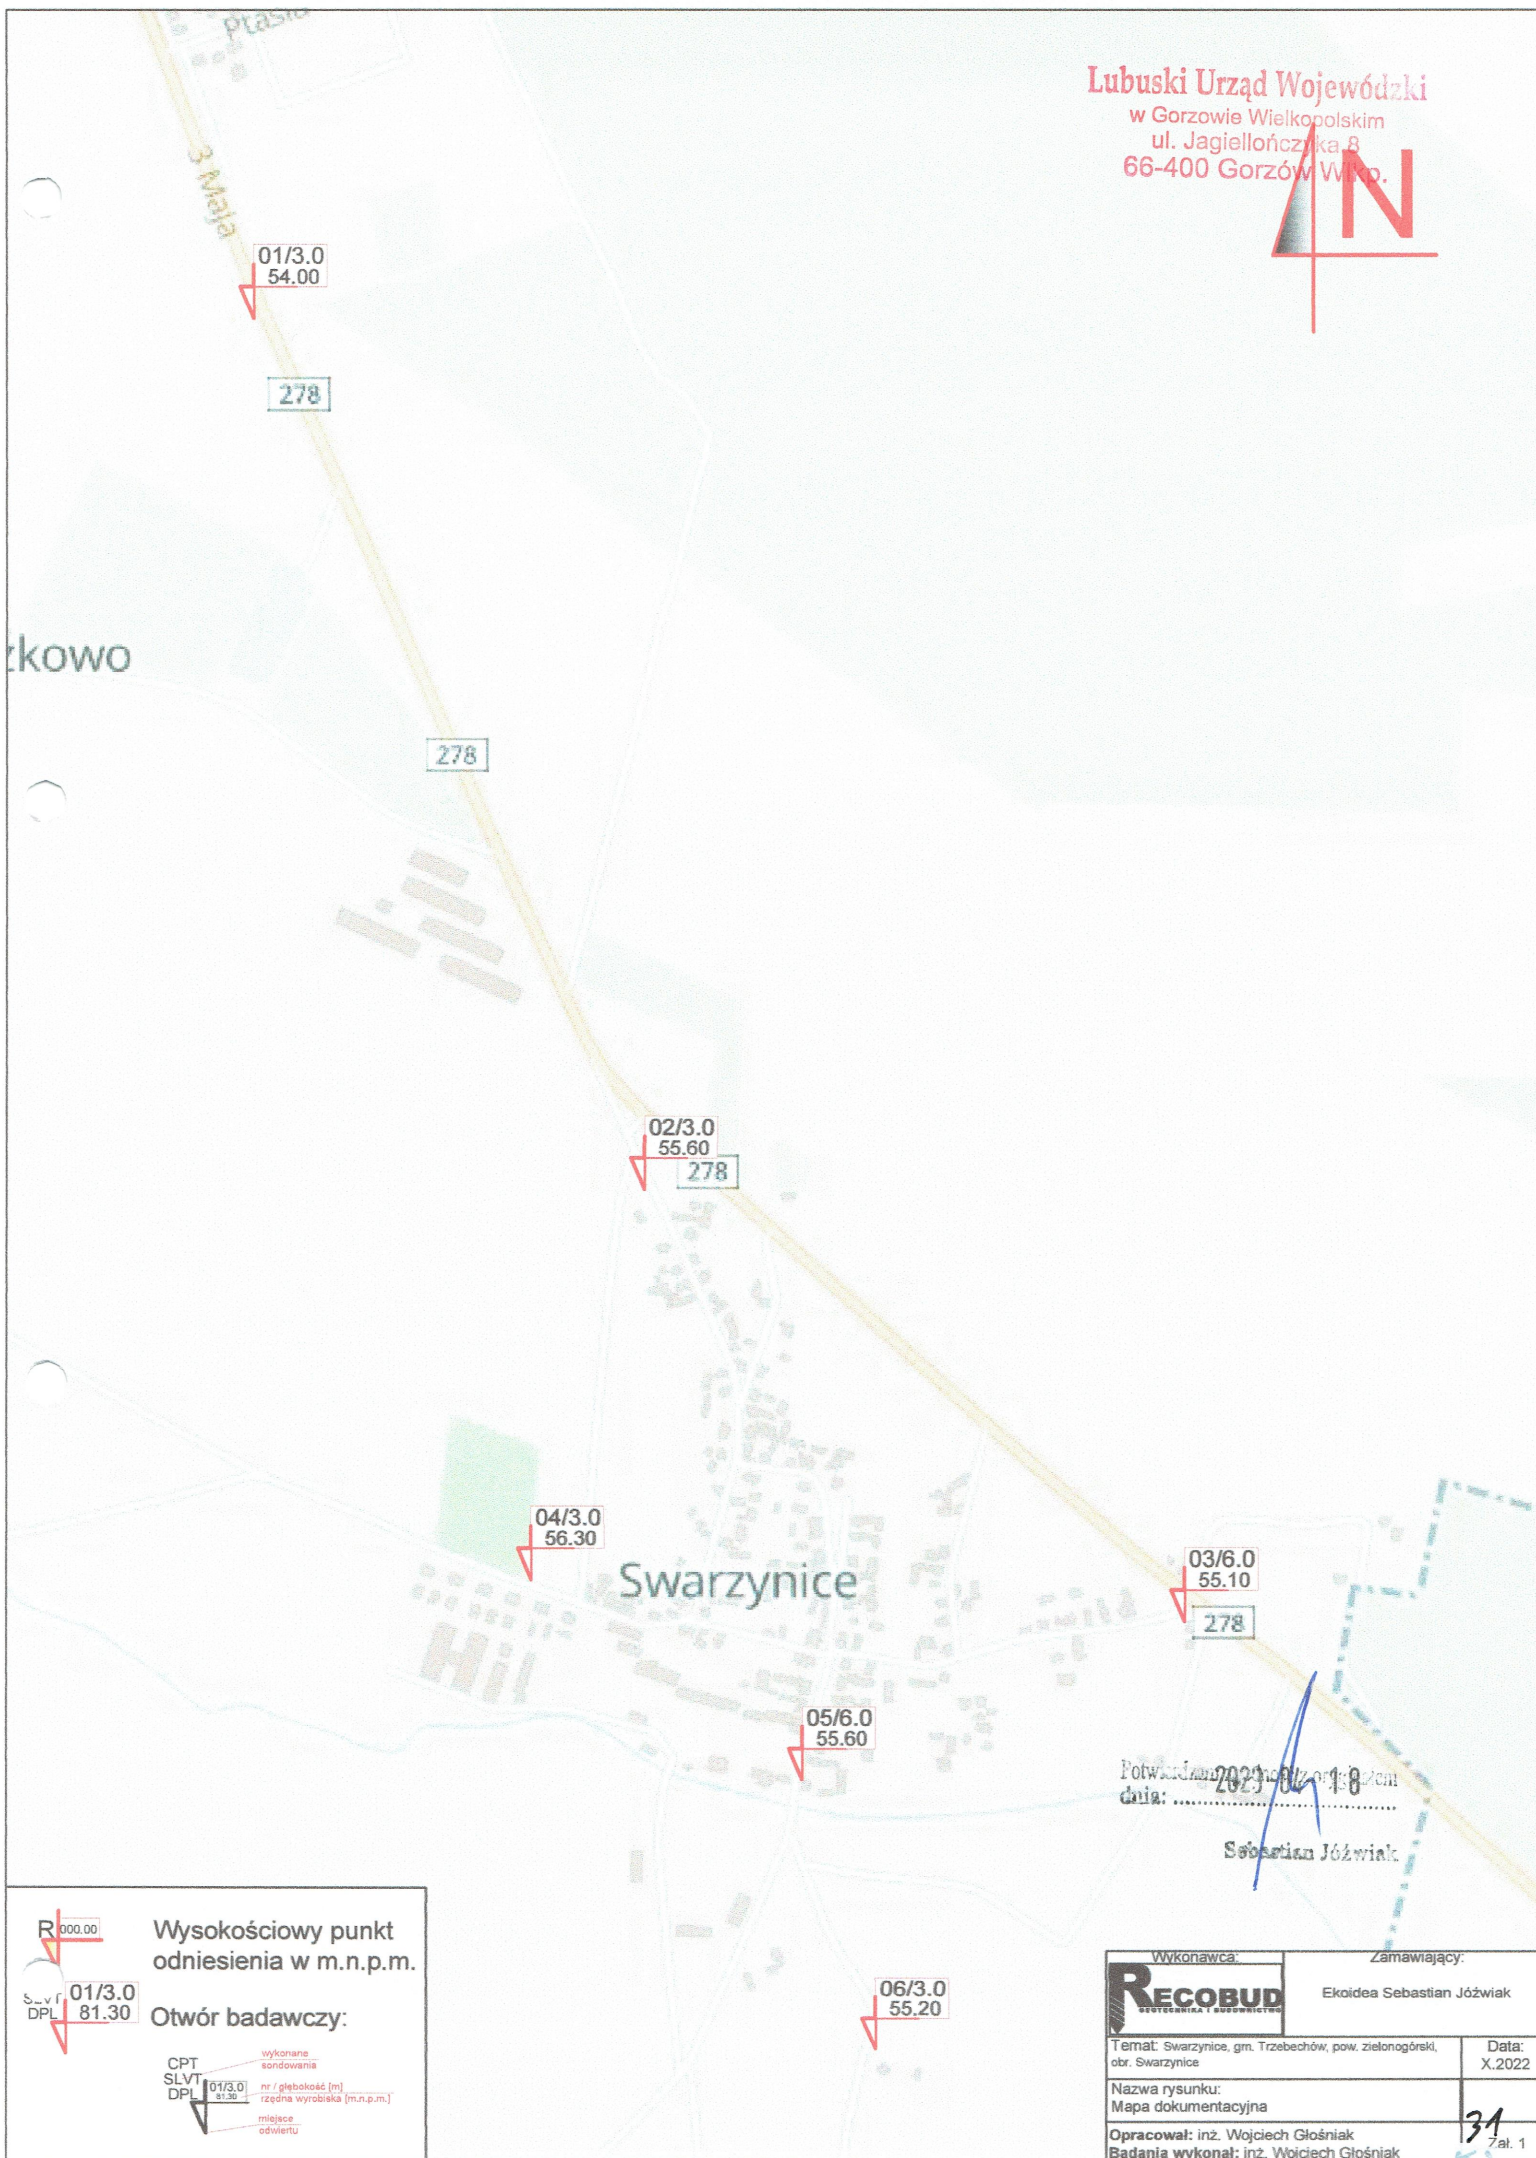 Lubuski Urząd Wojewódzki
w Gorzowie Wielkopolskim
ul. Jagiellończyka 8
66-400 Gorzów Wlkp.
N
3 Maja
01/3.0
54.00
278
żkowo
278
02/3.0
55.60
278
04/3.0
56.30
Swarzynice
03/6.0
55.10
278
05/6.0
55.60
dnia:
18
Sebastian Jóźwiak
R 000.00
Wysokościowy punkt
odniesienia w m.n.p.m.
DPL
01/3.0
81.30
Otwór badawczy:
CPT
SLVT
DPL
01/3.0
81.30
wykonane
sondowania
nr / głębokość [m]
rzędna wyrobiska [m.n.p.m.]
miejsce
odwiertu
06/3.0
55.20
Wykonawca:
RECOBUD
GEOTECHNIKA I BUDOWNICTWO
Zamawiający:
Ekoidea Sebastian Jóźwiak
Temat: Swarzynice, gm. Trzebechów, pow. zielonogórski,
obr. Swarzynice
Data:
X.2022
Nazwa rysunku:
Mapa dokumentacyjna
Opracował: inż. Wojciech Głośniak
Badania wykonał: inż. Wojciech Głośniak
31
Zał. 1